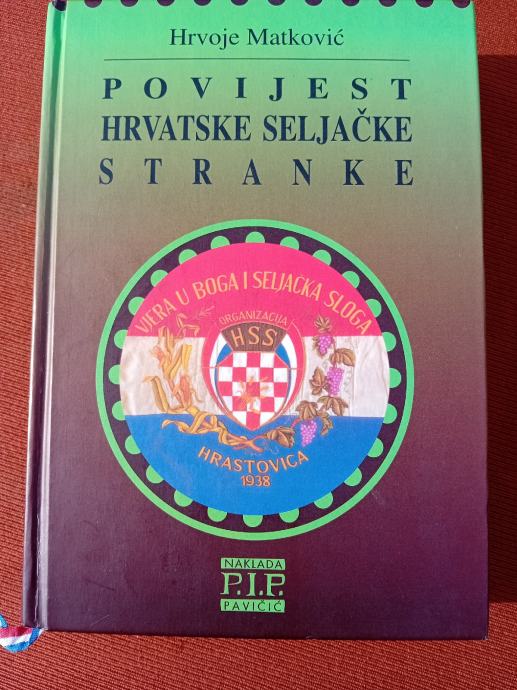 Hrvoje Matković
POVIJEST
HRVATSKE SELJAČKE
STRANKE
VJERA U BOGA I SELJAČKA SLOGA
ORGANIZACIJA
HSS
HRASTOVICA
1938
NAKLADA
P.I.P.
PAVIČIĆ